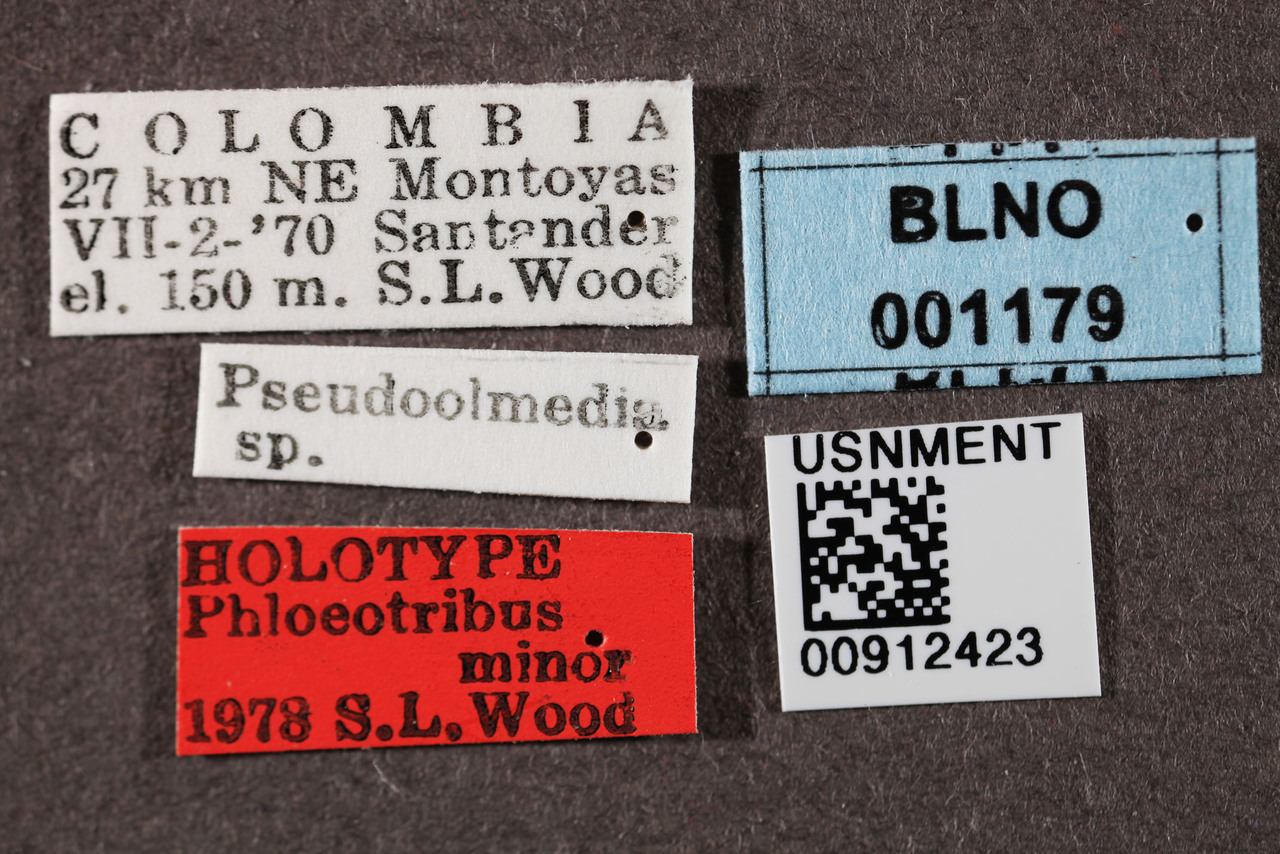 COLOMBIA
27 km NE Montoyas
VII-2-'70 Santander
el. 150 m. S.L.Wood
Pseudoolmedia
sp.
HOLOTYPE
Phloeotribus
minor
1978 S.L. Wood
BLNO
001179
USNMENT
00912423